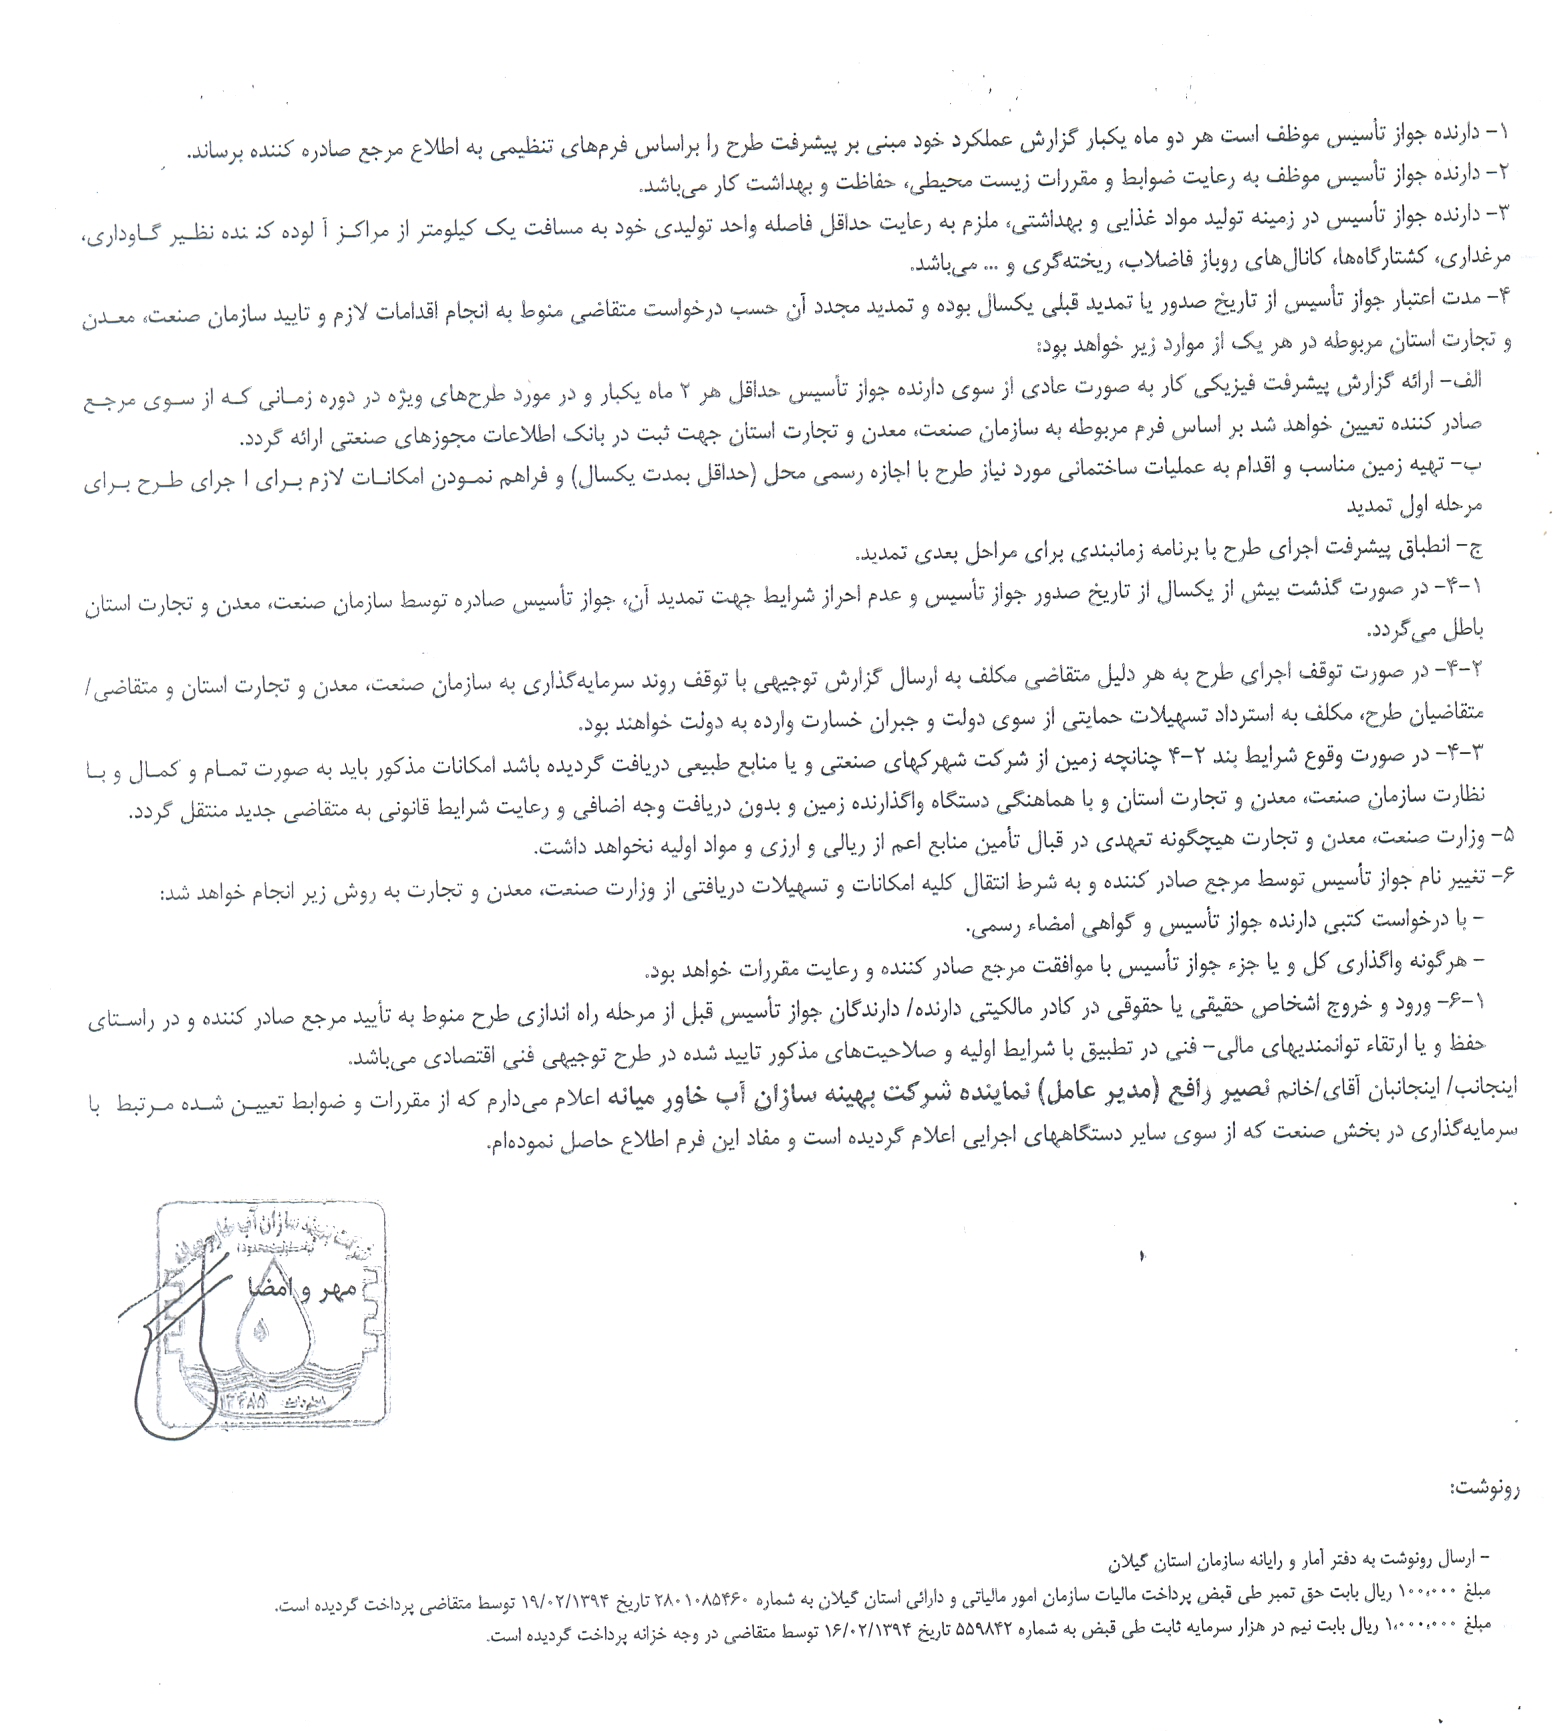 ۱- دارنده جواز تأسیس موظف است هر دو ماه یکبار گزارش عملکرد خود مبنی بر پیشرفت طرح را براساس فرم‌های تنظیمی به اطلاع مرجع صادره کننده برساند.
۲- دارنده جواز تأسیس موظف به رعایت ضوابط و مقررات زیست محیطی، حفاظت و بهداشت کار می‌باشد.
۳- دارنده جواز تأسیس در زمینه تولید مواد غذایی و بهداشتی، ملزم به رعایت حداقل فاصله واحد تولیدی خود به مسافت یک کیلومتر از مراکـز آ لوده کننده نظـیر گـاوداری،
مرغداری، کشتارگاه‌ها، کانال‌های روباز فاضلاب، ریخته‌گری و ... می‌باشد.
۴- مدت اعتبار جواز تأسیس از تاریخ صدور یا تمدید قبلی یکسال بوده و تمدید مجدد آن حسب درخواست متقاضی منوط به انجام اقدامات لازم و تایید سازمان صنعت، معدن
و تجارت استان مربوطه در هر یک از موارد زیر خواهد بود:
الف- ارائه گزارش پیشرفت فیزیکی کار به صورت عادی از سوی دارنده جواز تأسیس حداقل هر ۲ ماه یکبار و در مورد طرح‌های ویژه در دوره زمـانی کـه از سـوی مرجـع
صادر کننده تعیین خواهد شد بر اساس فرم مربوطه به سازمان صنعت، معدن و تجارت استان جهت ثبت در بانک اطلاعات مجوزهای صنعتی ارائه گردد.
ب- تهیه زمین مناسب و اقدام به عملیات ساختمانی مورد نیاز طرح با اجازه رسمی محل (حداقل بمدت یکسال) و فراهم نمـودن امکانـات لازم بـرای ا جرای طـرح بـرای
مرحله اول تمدید
ج- انطباق پیشرفت اجرای طرح با برنامه زمانبندی برای مراحل بعدی تمدید.
۴-۱- در صورت گذشت بیش از یکسال از تاریخ صدور جواز تأسیس و عدم احراز شرایط جهت تمدید آن، جواز تأسیس صادره توسط سازمان صنعت، معدن و تجارت استان
باطل می‌گردد.
۴-۲- در صورت توقف اجرای طرح به هر دلیل متقاضی مکلف به ارسال گزارش توجیهی با توقف روند سرمایه‌گذاری به سازمان صنعت، معدن و تجارت استان و متقاضی/
متقاضیان طرح، مکلف به استرداد تسهیلات حمایتی از سوی دولت و جبران خسارت وارده به دولت خواهند بود.
۴-۳- در صورت وقوع شرایط بند ۲-۴ چنانچه زمین از شرکت شهرکهای صنعتی و یا منابع طبیعی دریافت گردیده باشد امکانات مذکور باید به صورت تمـام و کمـال و بـا
نظارت سازمان صنعت، معدن و تجارت استان و با هماهنگی دستگاه واگذارنده زمین و بدون دریافت وجه اضافی و رعایت شرایط قانونی به متقاضی جدید منتقل گردد.
۵- وزارت صنعت، معدن و تجارت هیچگونه تعهدی در قبال تأمین منابع اعم از ریالی و ارزی و مواد اولیه نخواهد داشت.
۶- تغییر نام جواز تأسیس توسط مرجع صادر کننده و به شرط انتقال کلیه امکانات و تسهیلات دریافتی از وزارت صنعت، معدن و تجارت به روش زیر انجام خواهد شد:
- با درخواست کتبی دارنده جواز تأسیس و گواهی امضاء رسمی.
- هرگونه واگذاری کل و یا جزء جواز تأسیس با موافقت مرجع صادر کننده و رعایت مقررات خواهد بود.
۶-۱- ورود و خروج اشخاص حقیقی یا حقوقی در کادر مالکیتی دارنده/ دارندگان جواز تأسیس قبل از مرحله راه اندازی طرح منوط به تأیید مرجع صادر کننده و در راسـتای
حفظ و یا ارتقاء توانمندیهای مالی- فنی در تطبیق با شرایط اولیه و صلاحیت‌های مذکور تایید شده در طرح توجیهی فنی اقتصادی می‌باشد.
اینجانب/ اینجانبان آقای/خانم نصیر رافع (مدیر عامل) نماینده شرکت بهینه سازان آب خاور میانه اعلام می‌دارم که از مقررات و ضوابط تعیین شده مرتبط با
سرمایه‌گذاری در بخش صنعت که از سوی سایر دستگاههای اجرایی اعلام گردیده است و مفاد این فرم اطلاع حاصل نموده‌ام.
مهر و امضا
رونوشت:
- ارسال رونوشت به دفتر آمار و رایانه سازمان استان گیلان
مبلغ ۱۰۰,۰۰۰ ریال بابت حق تمبر طی قبض پرداخت مالیات سازمان امور مالیاتی و دارائی استان گیلان به شماره ۲۸۰۱۰۸۵۴۶۰ تاریخ ۱۹/۰۲/۱۳۹۴ توسط متقاضی پرداخت گردیده است.
مبلغ ۱,۰۰۰,۰۰۰ ریال بابت نیم در هزار سرمایه ثابت طی قبض به شماره ۵۵۹۸۴۲ تاریخ ۱۶/۰۲/۱۳۹۴ توسط متقاضی در وجه خزانه پرداخت گردیده است.